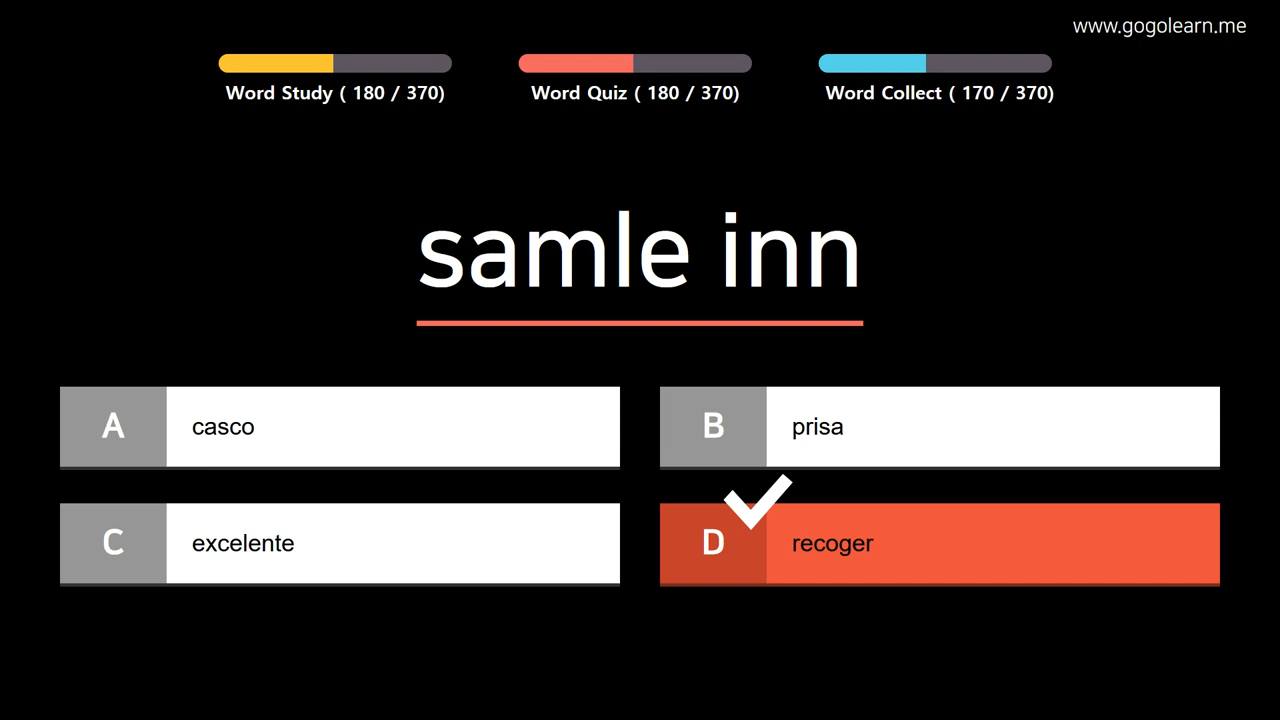 www.gogolearn.me
Word Study ( 180 / 370)
Word Quiz ( 180 / 370)
Word Collect ( 170 / 370)
samle inn
A casco
B prisa
C excelente
D recoger